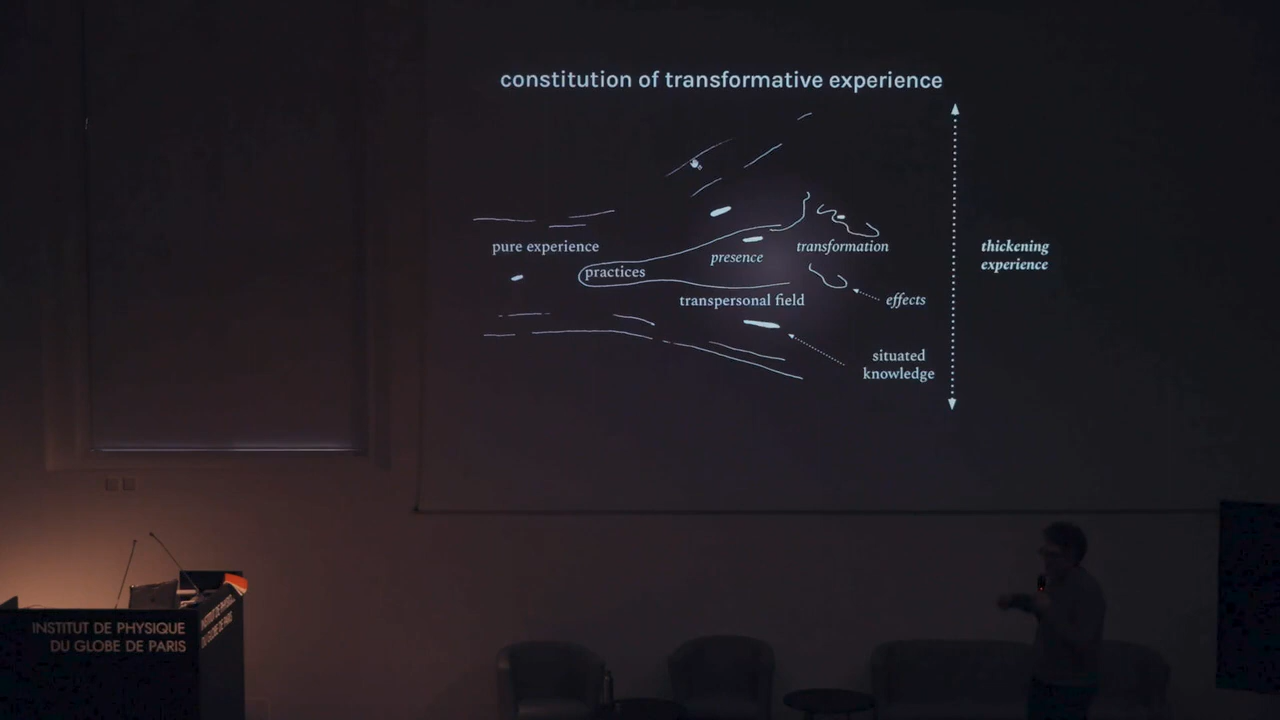 constitution of transformative experience
pure experience
practices
presence
transformation
thickening
experience
transpersonal field
effects
situated
knowledge
INSTITUT DE PHYSIQUE
DU GLOBE DE PARIS